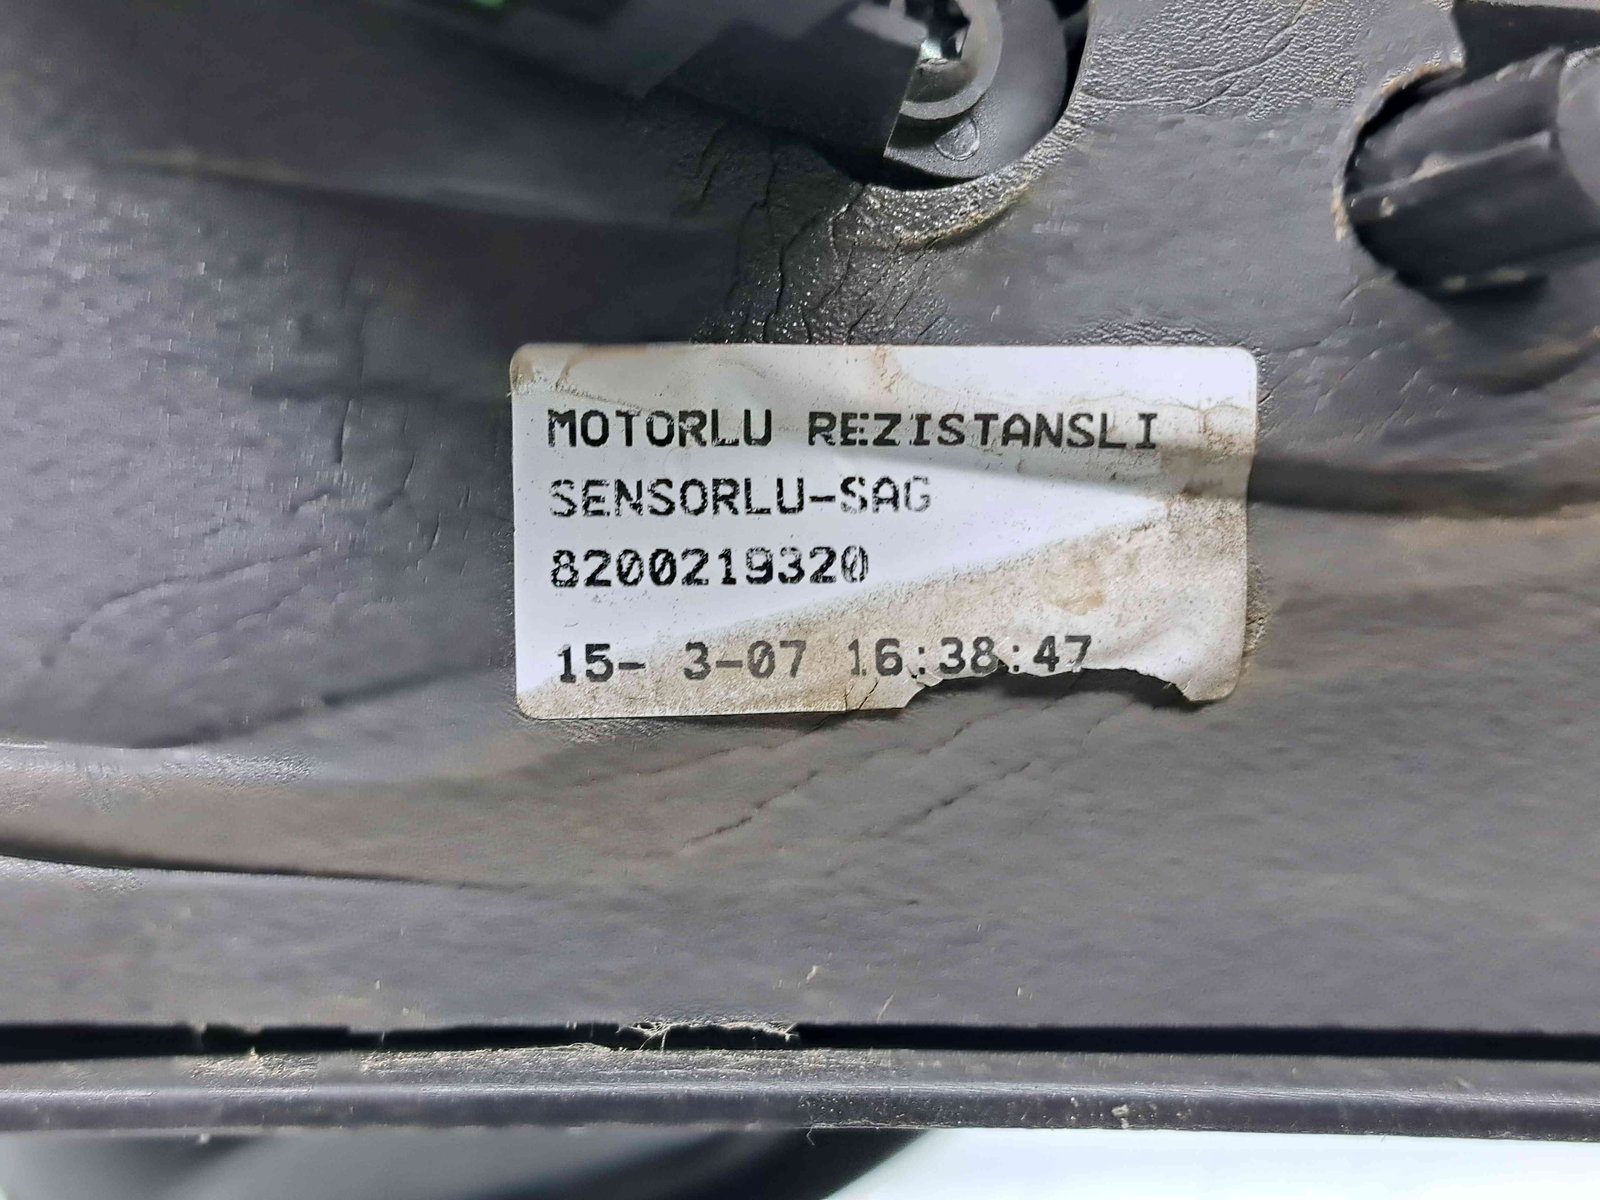 MOTORLU REZISTANSLI
SENSORLU-SAG
8200219320
15- 3-07 16:38:47